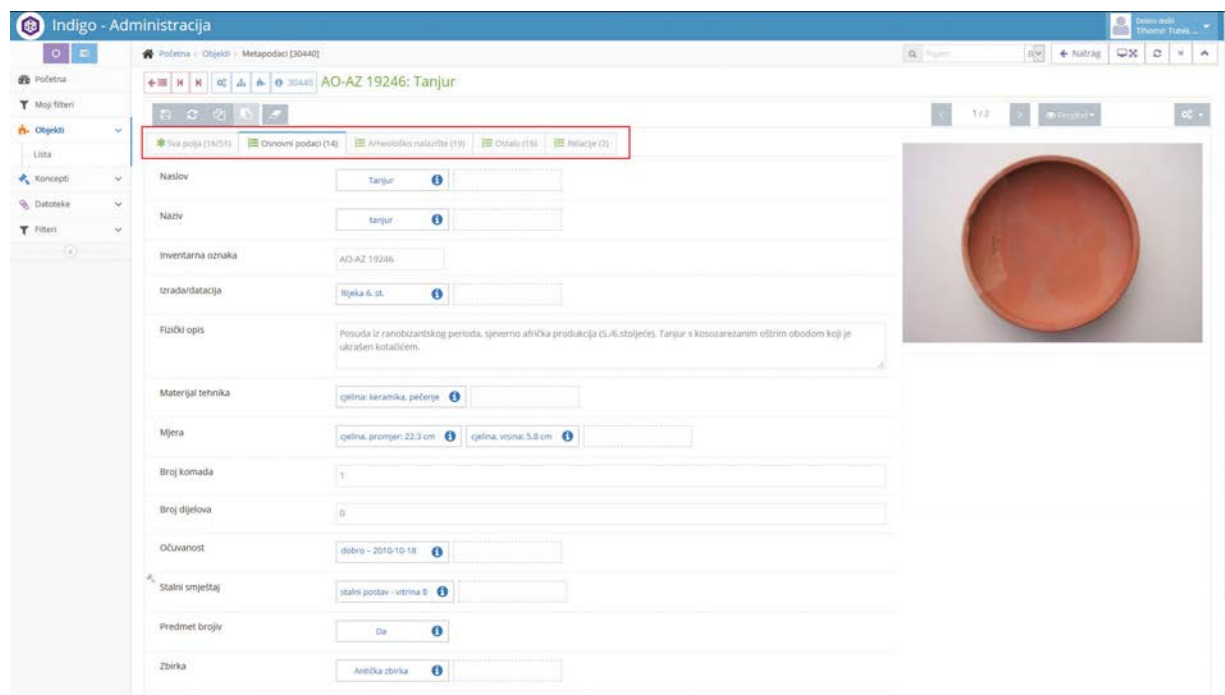 Indigo - Administracija
Dobro došli
Početna
Objekti
Metapodaci [30440]
Natrag
Početna
Moji filteri
Objekti
Lista
Koncepti
Datoteke
Filteri
30440 AO-AZ 19246: Tanjur
1/2
Sva polja (16/51)
Osnovni podaci (14)
Arheološko nalazište (19)
Ostalo (16)
Relacije (2)
Naslov
Tanjur
Naziv
tanjur
Inventarna oznaka
AO-AZ 19246
Izrada/datacija
Rijeka 6. st.
Fizički opis
Posuda iz ranobizantskog perioda, sjeverno afrička produkcija (5./6.stoljeće). Tanjur s kosozarezanim oštrim obodom koji je
ukrašen kotačićem.
Materijal tehnika
cjelina: keramika, pečenje
Mjera
cjelina, promjer: 22.3 cm
cjelina, visina: 5.8 cm
Broj komada
1
Broj dijelova
0
Očuvanost
dobro – 2010-10-18
Stalni smještaj
stalni postav - vitrina 8
Predmet brojiv
Da
Zbirka
Antička zbirka